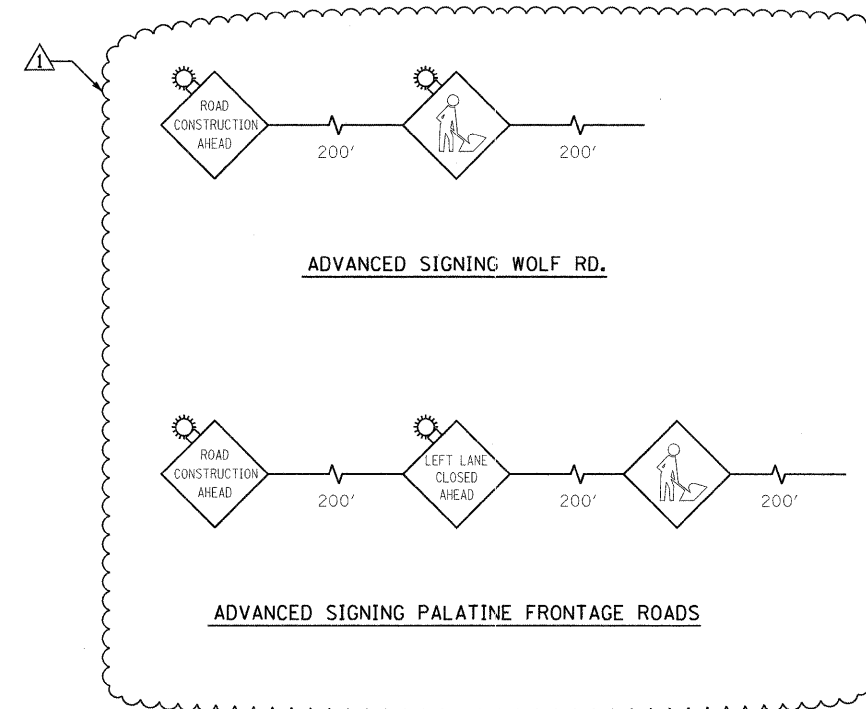 1
ROAD
CONSTRUCTION
AHEAD
200'
200'
ADVANCED SIGNING WOLF RD.
ROAD
CONSTRUCTION
AHEAD
200'
LEFT LANE
CLOSED
AHEAD
200'
200'
ADVANCED SIGNING PALATINE FRONTAGE ROADS